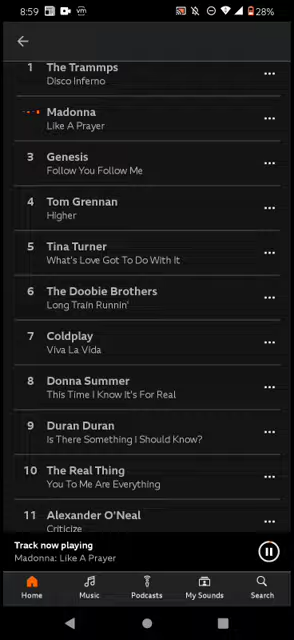 8:59
28%
1 The Trammps
Disco Inferno
Madonna
Like A Prayer
3 Genesis
Follow You Follow Me
4 Tom Grennan
Higher
5 Tina Turner
What's Love Got To Do With It
6 The Doobie Brothers
Long Train Runnin'
7 Coldplay
Viva La Vida
8 Donna Summer
This Time I Know It's For Real
9 Duran Duran
Is There Something I Should Know?
10 The Real Thing
You To Me Are Everything
11 Alexander O'Neal
Criticize
Track now playing
Madonna: Like A Prayer
Home Music Podcasts My Sounds Search